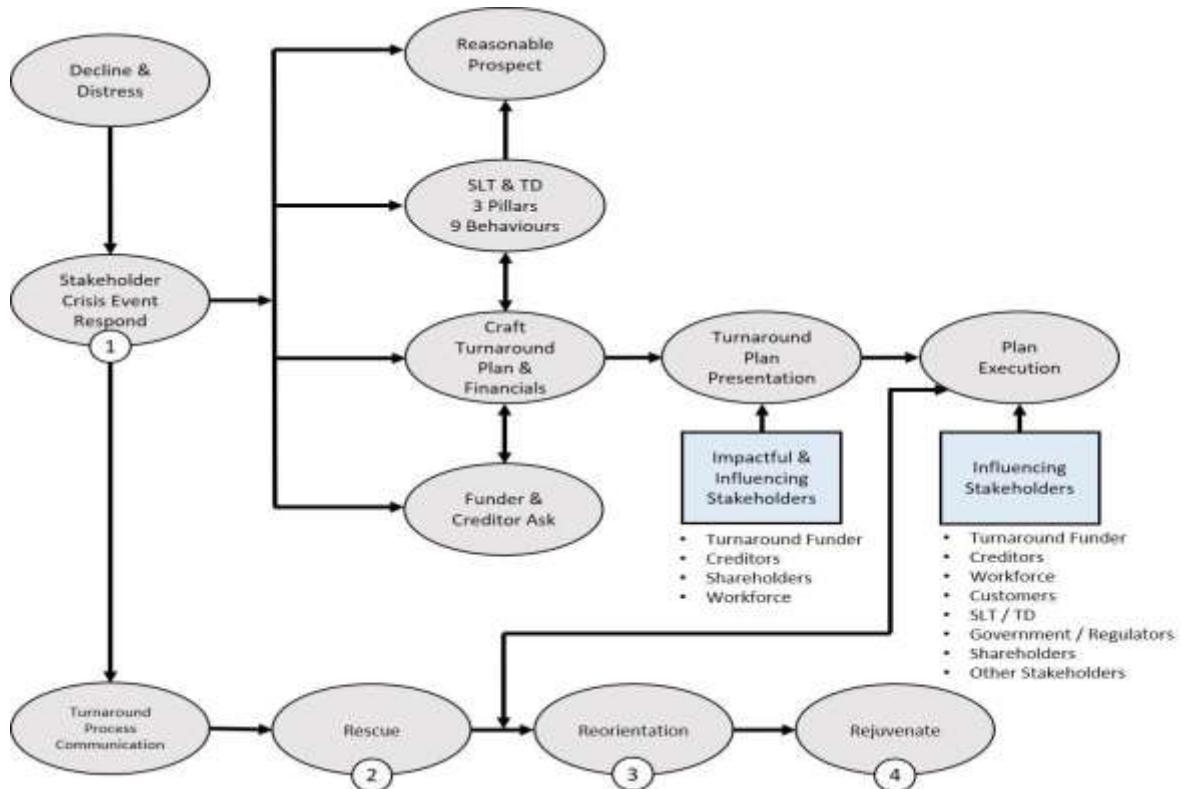 Decline &
Distress
Reasonable
Prospect
SLT & TD
3 Pillars
9 Behaviours
Stakeholder
Crisis Event
Respond
1
Craft
Turnaround
Plan &
Financials
Turnaround
Plan
Presentation
Plan
Execution
Funder &
Creditor Ask
Impactful &
Influencing
Stakeholders
• Turnaround Funder
• Creditors
• Shareholders
• Workforce
Influencing
Stakeholders
• Turnaround Funder
• Creditors
• Workforce
• Customers
• SLT / TD
• Government / Regulators
• Shareholders
• Other Stakeholders
Turnaround
Process
Communication
Rescue
2
Reorientation
3
Rejuvenate
4